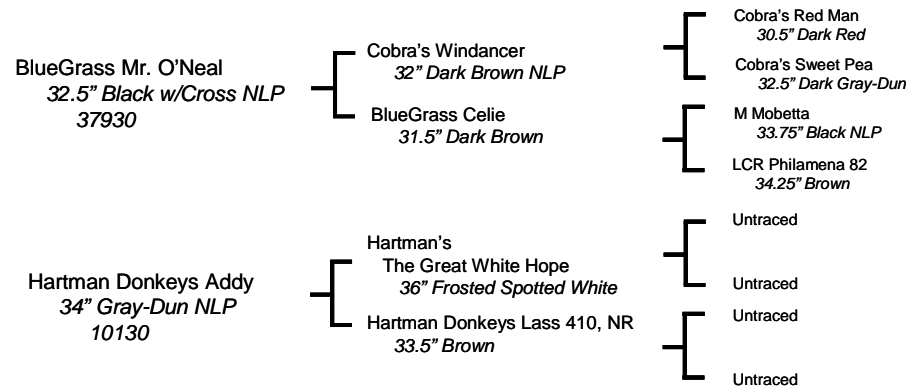 BlueGrass Mr. O'Neal
32.5” Black w/Cross NLP
37930
Cobra's Windancer
32” Dark Brown NLP
BlueGrass Celie
31.5” Dark Brown
Cobra's Red Man
30.5” Dark Red
Cobra's Sweet Pea
32.5” Dark Gray-Dun
M Mobetta
33.75” Black NLP
LCR Philamena 82
34.25” Brown
Hartman Donkeys Addy
34” Gray-Dun NLP
10130
Hartman's
The Great White Hope
36” Frosted Spotted White
Hartman Donkeys Lass 410, NR
33.5” Brown
Untraced
Untraced
Untraced
Untraced